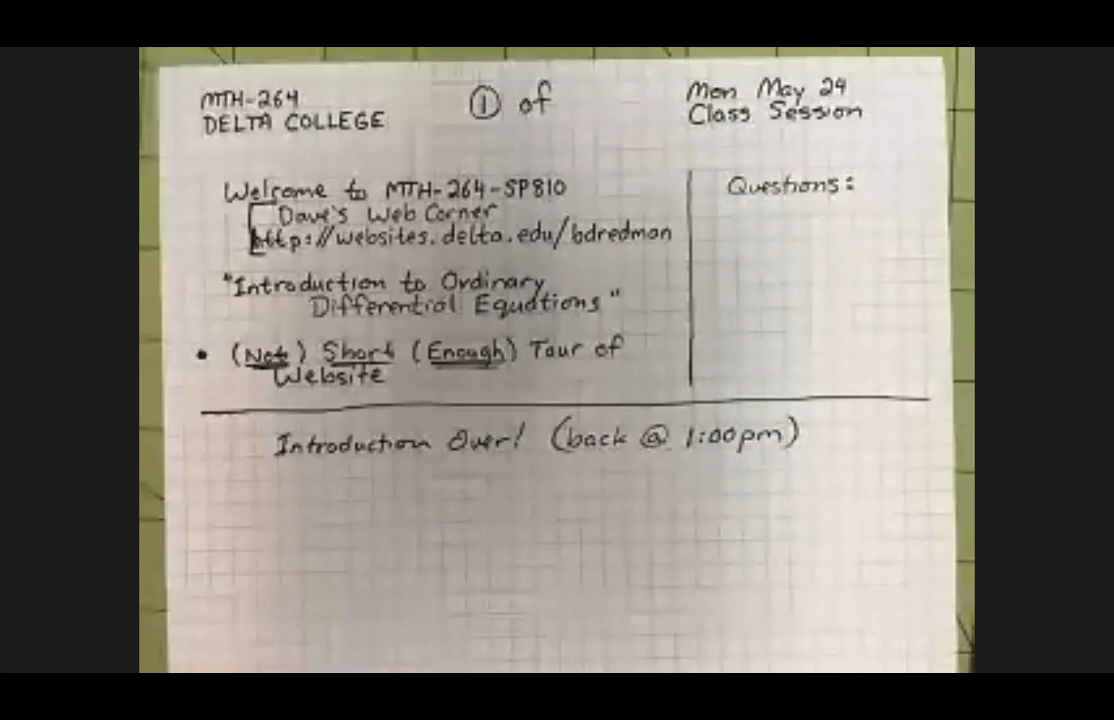 MTH-264
DELTA COLLEGE
① of
Mon May 24
Class Session
Welcome to MTH-264-SP810
Dave's Web Corner
http://websites.delta.edu/bdredman
"Introduction to Ordinary
Differential Equations"
• (Not) Short (Enough) Tour of
Website
Questions:
Introduction Over! (back @ 1:00pm)